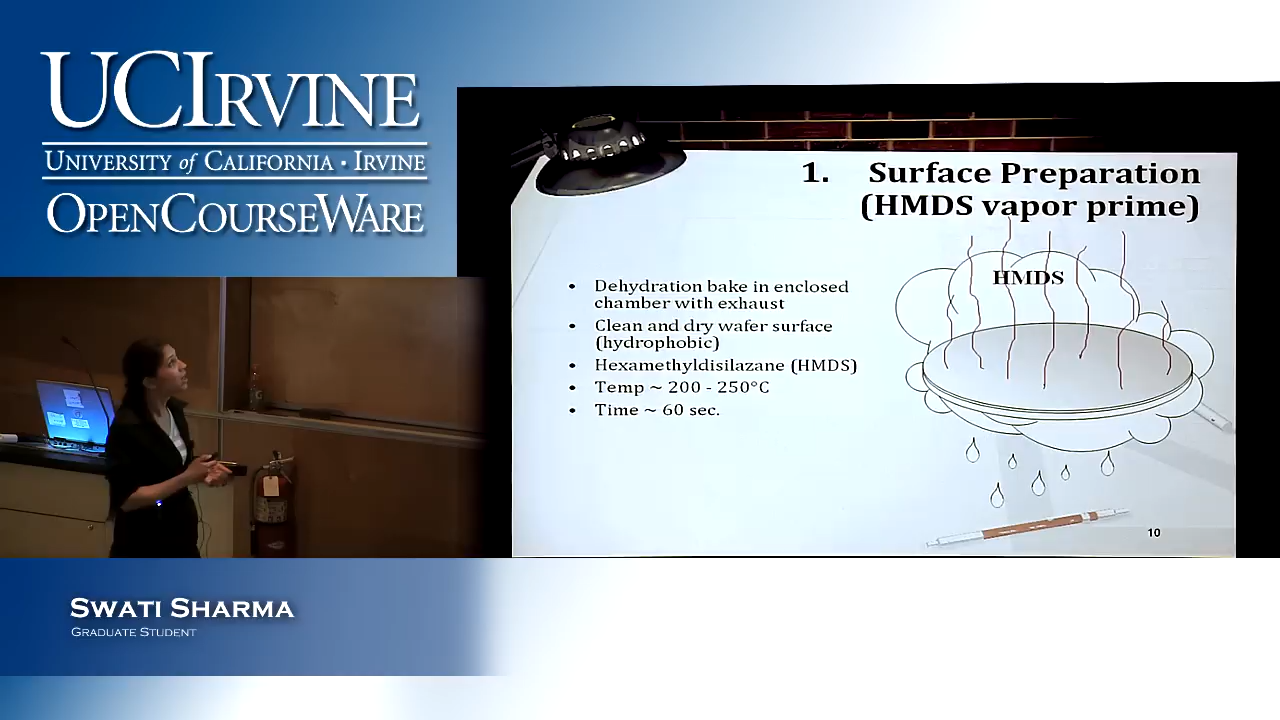 UCIRVINE
UNIVERSITY of CALIFORNIA · IRVINE
OPENCOURSEWARE
1. Surface Preparation
(HMDS vapor prime)
HMDS
• Dehydration bake in enclosed
chamber with exhaust
• Clean and dry wafer surface
(hydrophobic)
• Hexamethyldisilazane (HMDS)
• Temp ~ 200 - 250°C
• Time ~ 60 sec.
10
SWATI SHARMA
GRADUATE STUDENT